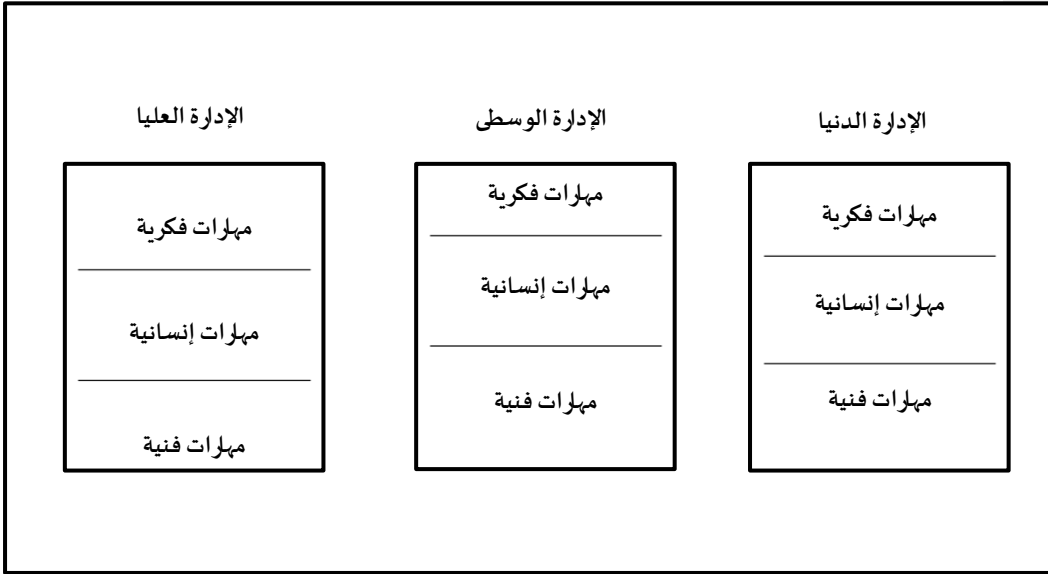 الإدارة الدنيا
مهارات فكرية
مهارات إنسانية
مهارات فنية
الإدارة الوسطى
مهارات فكرية
مهارات إنسانية
مهارات فنية
الإدارة العليا
مهارات فكرية
مهارات إنسانية
مهارات فنية